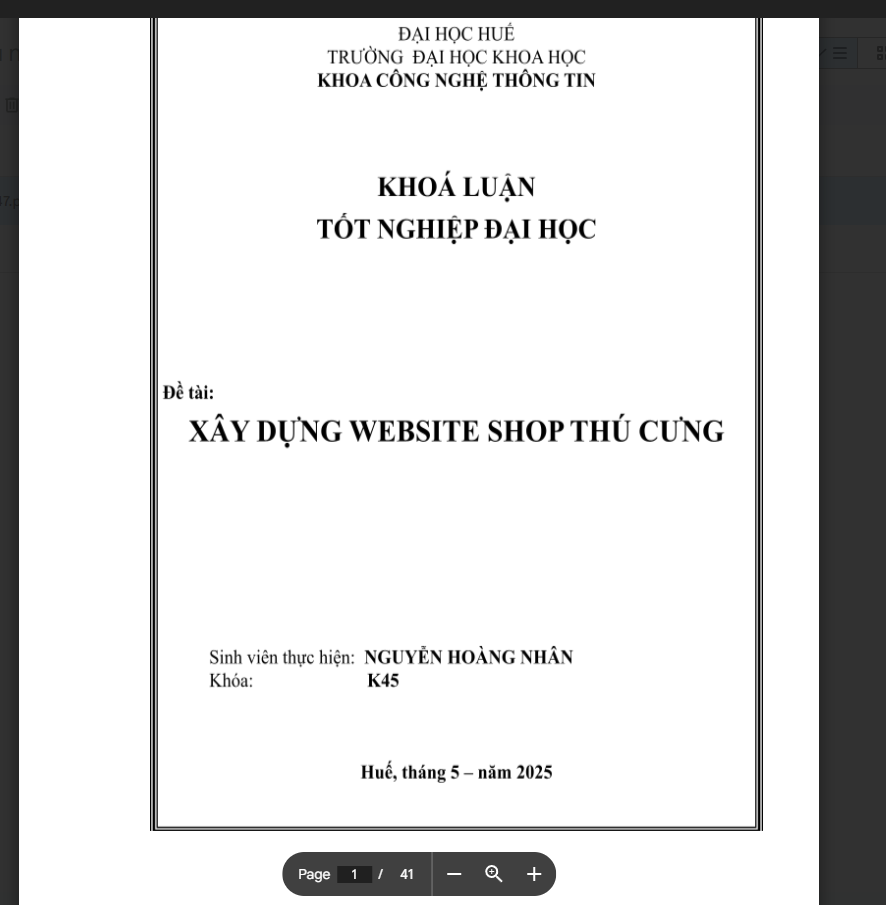 ĐẠI HỌC HUẾ
TRƯỜNG ĐẠI HỌC KHOA HỌC
KHOA CÔNG NGHỆ THÔNG TIN
KHOÁ LUẬN
TỐT NGHIỆP ĐẠI HỌC
Đề tài:
XÂY DỰNG WEBSITE SHOP THÚ CƯNG
Sinh viên thực hiện: NGUYỄN HOÀNG NHÂN
Khóa: K45
Huế, tháng 5 – năm 2025
Page 1 / 41